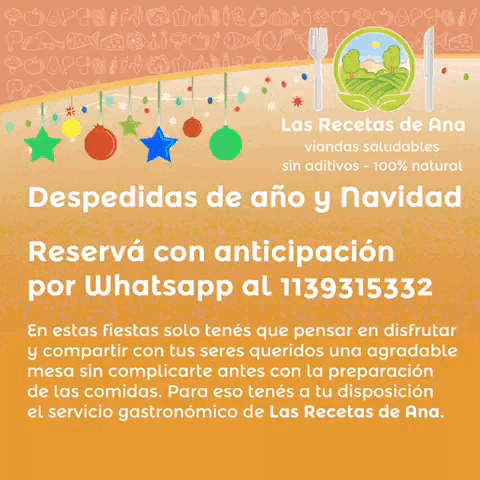 Las Recetas de Ana
viandas saludables
sin aditivos - 100% natural
Despedidas de año y Navidad
Reservá con anticipación
por Whatsapp al 1139315332
En estas fiestas solo tenés que pensar en disfrutar
y compartir con tus seres queridos una agradable
mesa sin complicarte antes con la preparación
de las comidas. Para eso tenés a tu disposición
el servicio gastronómico de Las Recetas de Ana.